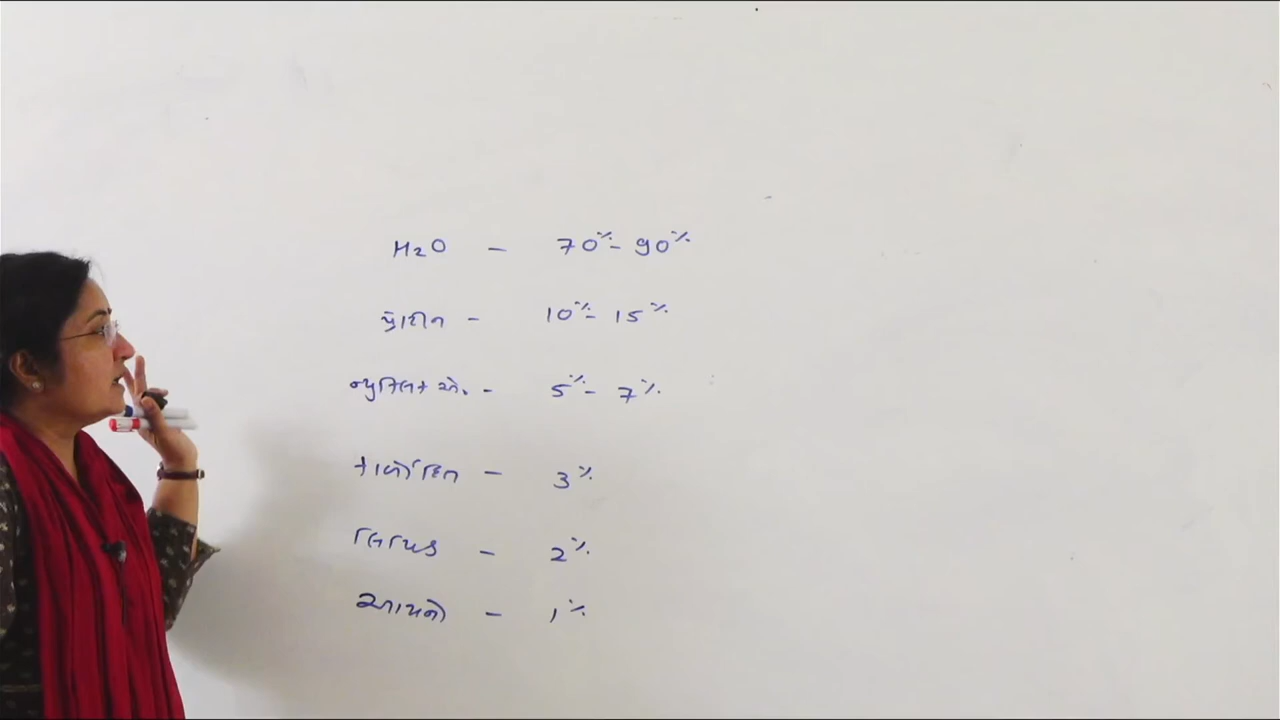 H2O - 70% - 90%
પ્રોટીન - 10% - 15%
ન્યુક્લિક એ. - 5% - 7%
કાર્બોદિત - 3%
લિપિડ - 2%
આયનો - 1%